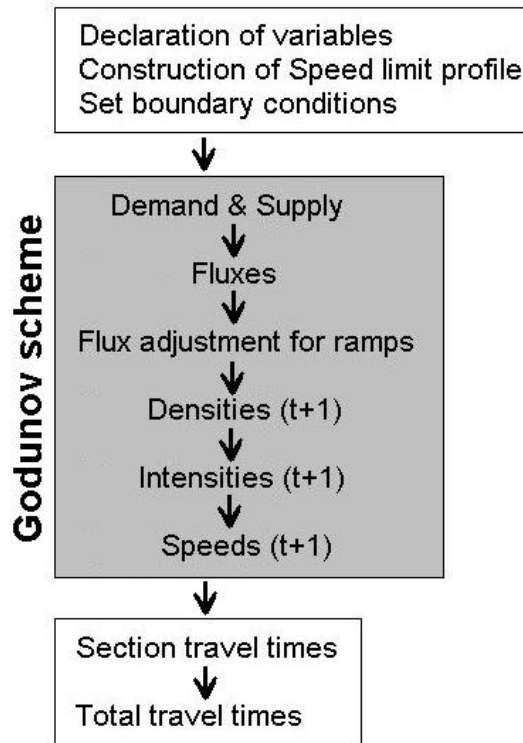 Declaration of variables
Construction of Speed limit profile
Set boundary conditions
Godunov scheme
Demand & Supply
Fluxes
Flux adjustment for ramps
Densities (t+1)
Intensities (t+1)
Speeds (t+1)
Section travel times
Total travel times